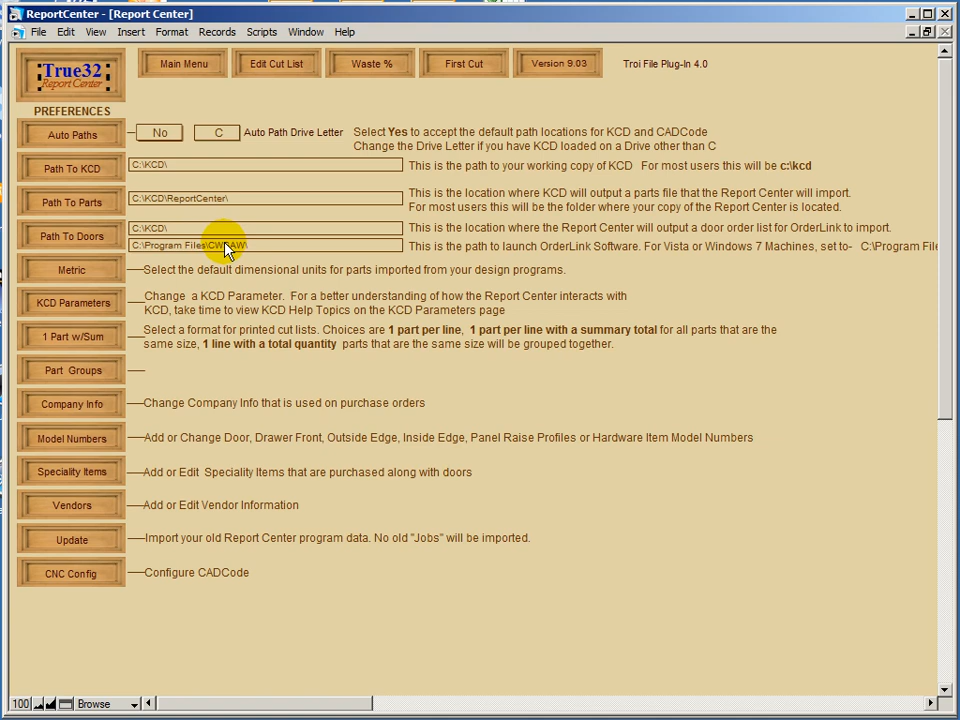 ReportCenter - [Report Center]
File Edit View Insert Format Records Scripts Window Help
True32
Report Center
Main Menu Edit Cut List Waste % First Cut Version 9.03 Troi File Plug-In 4.0
PREFERENCES
Auto Paths No C Auto Path Drive Letter Select Yes to accept the default path locations for KCD and CADCode
Change the Drive Letter if you have KCD loaded on a Drive other than C
Path To KCD C:\KCD\ This is the path to your working copy of KCD For most users this will be c:\kcd
Path To Parts C:\KCD\ReportCenter\ This is the location where KCD will output a parts file that the Report Center will import.
For most users this will be the folder where your copy of the Report Center is located.
Path To Doors C:\KCD\ This is the location where the Report Center will output a door order list for OrderLink to import.
C:\Program Files\ This is the path to launch OrderLink Software. For Vista or Windows 7 Machines, set to- C:\Program File
Metric Select the default dimensional units for parts imported from your design programs.
KCD Parameters Change a KCD Parameter. For a better understanding of how the Report Center interacts with
KCD, take time to view KCD Help Topics on the KCD Parameters page
1 Part w/Sum Select a format for printed cut lists. Choices are 1 part per line, 1 part per line with a summary total for all parts that are the
same size, 1 line with a total quantity parts that are the same size will be grouped together.
Part Groups
Company Info Change Company Info that is used on purchase orders
Model Numbers Add or Change Door, Drawer Front, Outside Edge, Inside Edge, Panel Raise Profiles or Hardware Item Model Numbers
Speciality Items Add or Edit Speciality Items that are purchased along with doors
Vendors Add or Edit Vendor Information
Update Import your old Report Center program data. No old "Jobs" will be imported.
CNC Config Configure CADCode
100 Browse